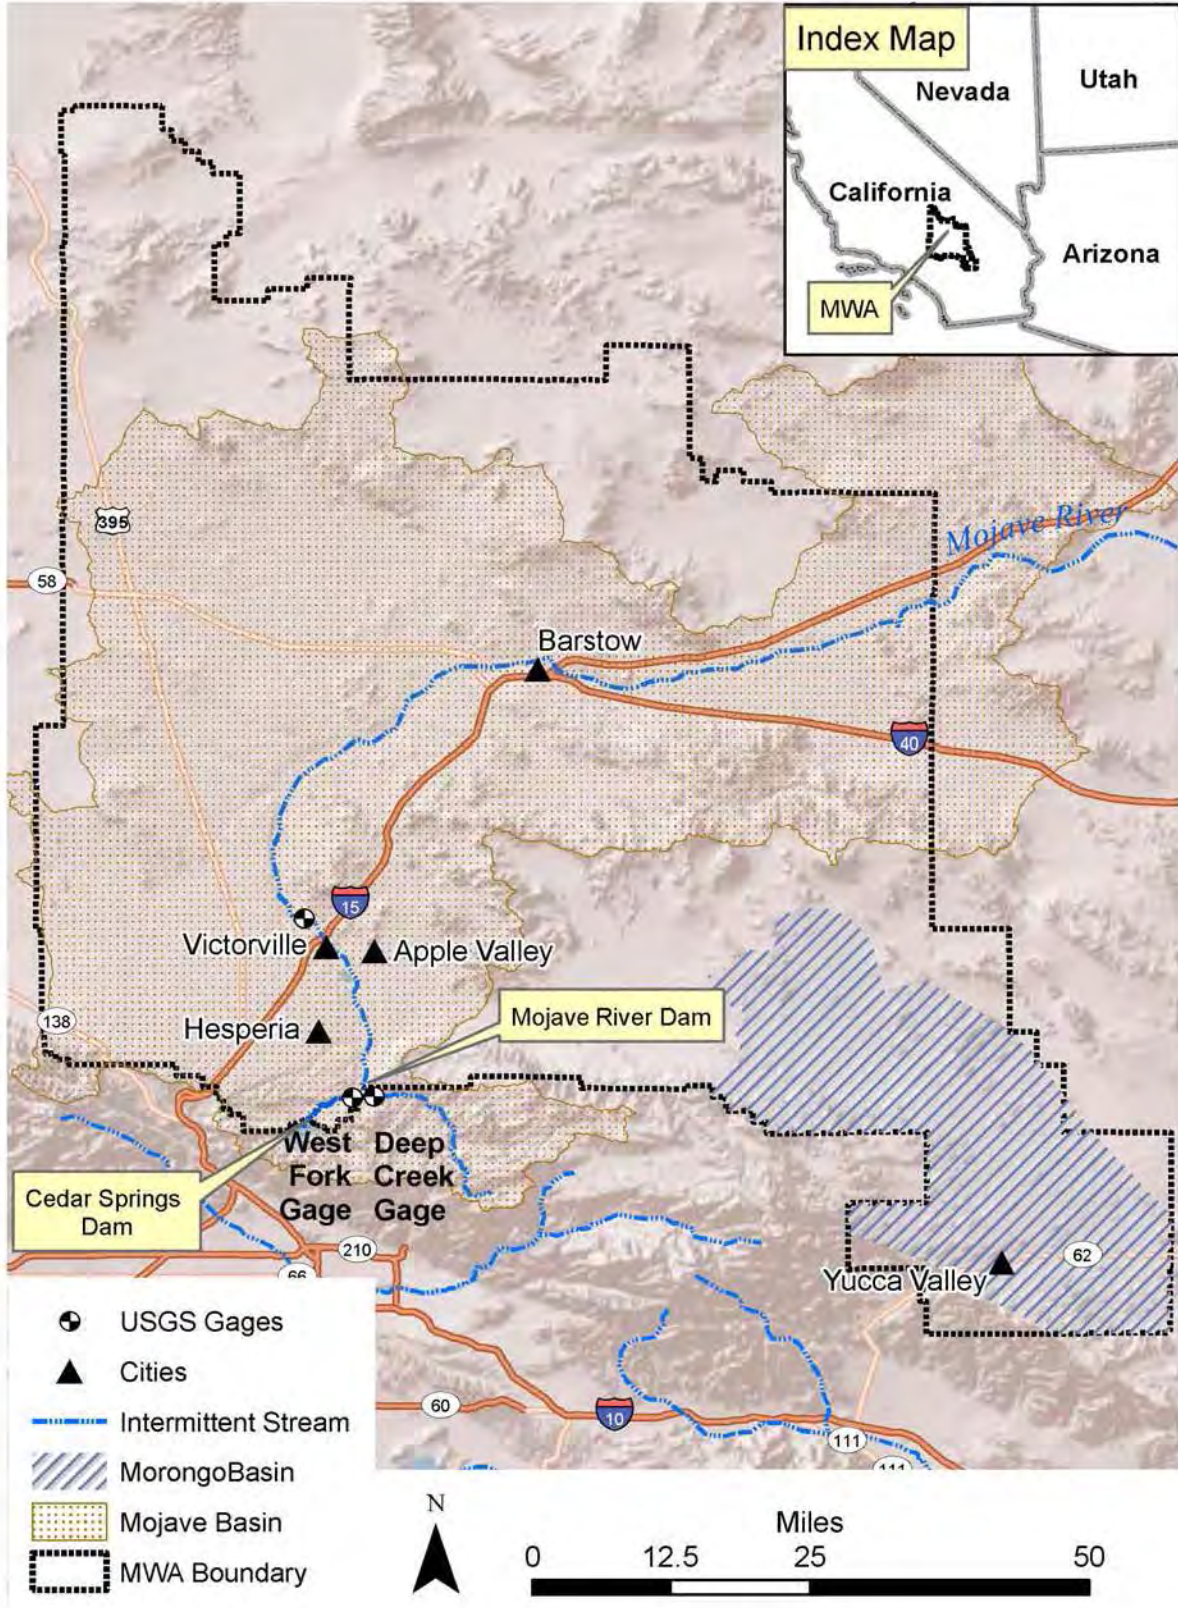 Index Map
Nevada
Utah
California
Arizona
MWA
395
58
Mojave River
Barstow
40
15
Victorville
Apple Valley
Mojave River Dam
138
Hesperia
West
Fork
Gage
Deep
Creek
Gage
Cedar Springs
Dam
210
66
62
Yucca Valley
60
10
111
111
USGS Gages
Cities
Intermittent Stream
MorongoBasin
Mojave Basin
MWA Boundary
N
Miles
0 12.5 25 50